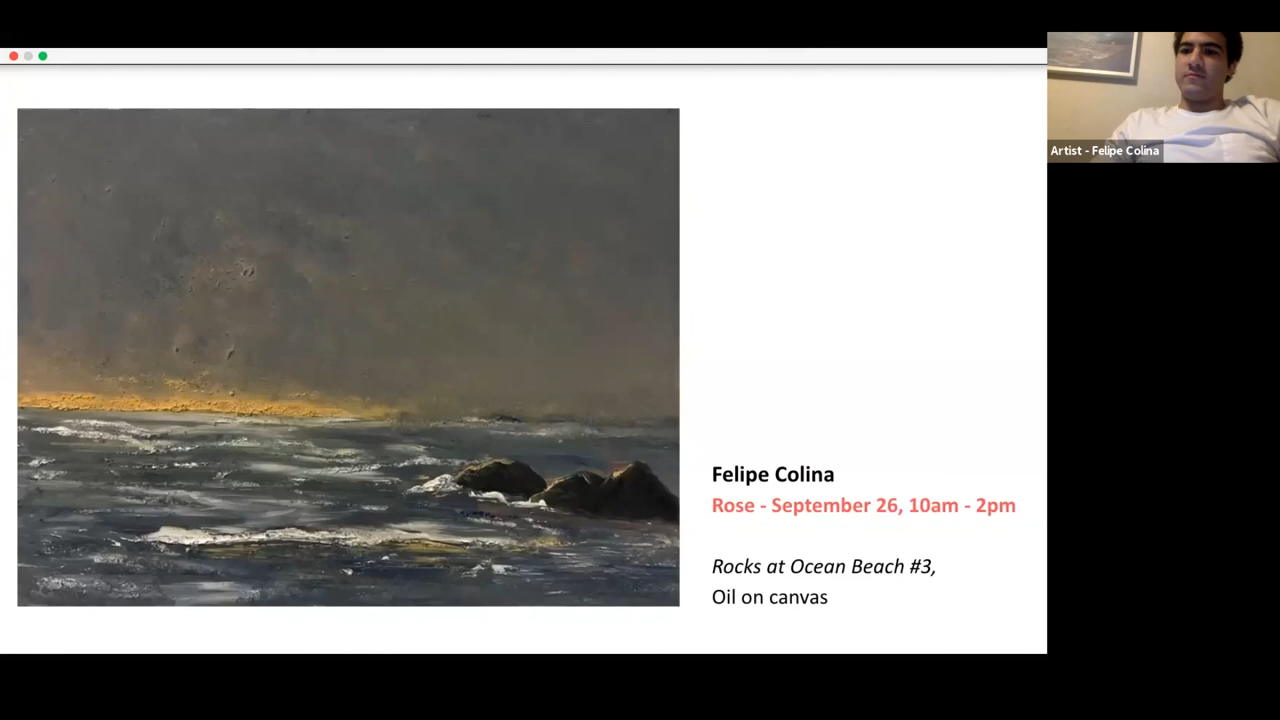 Artist - Felipe Colina
Felipe Colina
Rose - September 26, 10am - 2pm
Rocks at Ocean Beach #3,
Oil on canvas